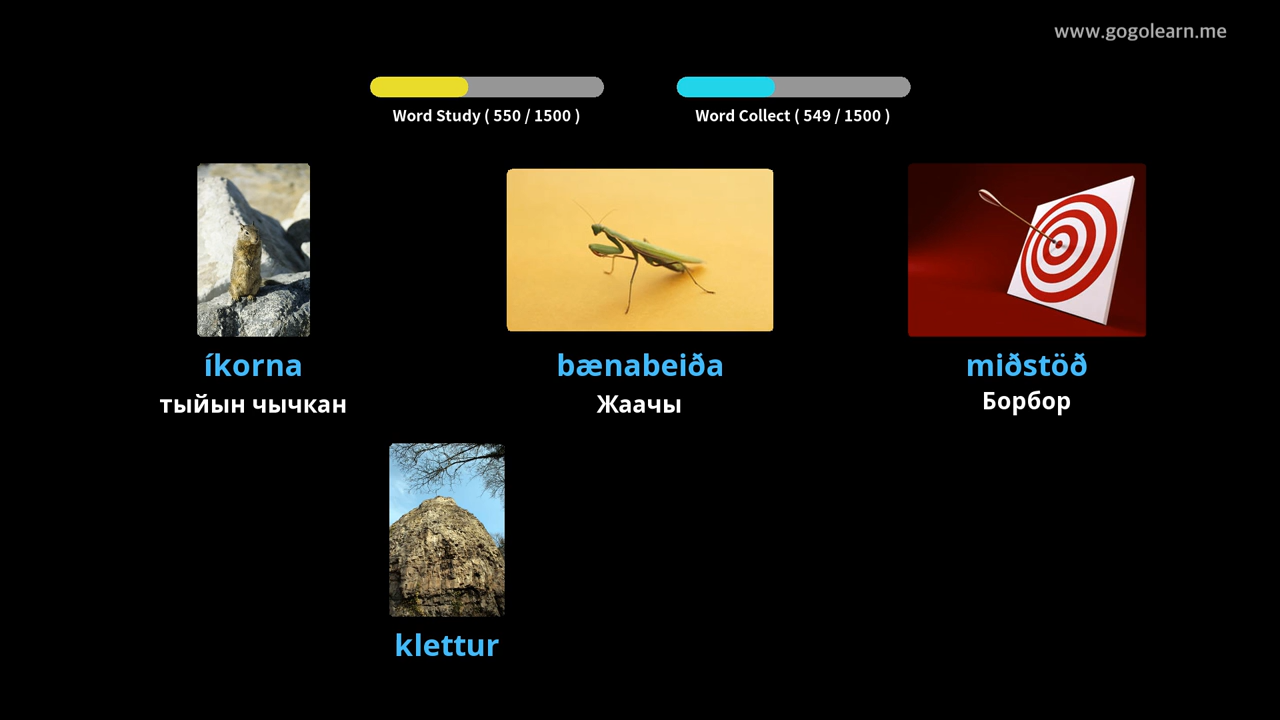 www.gogolearn.me
Word Study ( 550 / 1500 )
Word Collect ( 549 / 1500 )
íkorna
bænabeiða
miðstöð
тыйын чычкан
Жаачы
Борбор
klettur